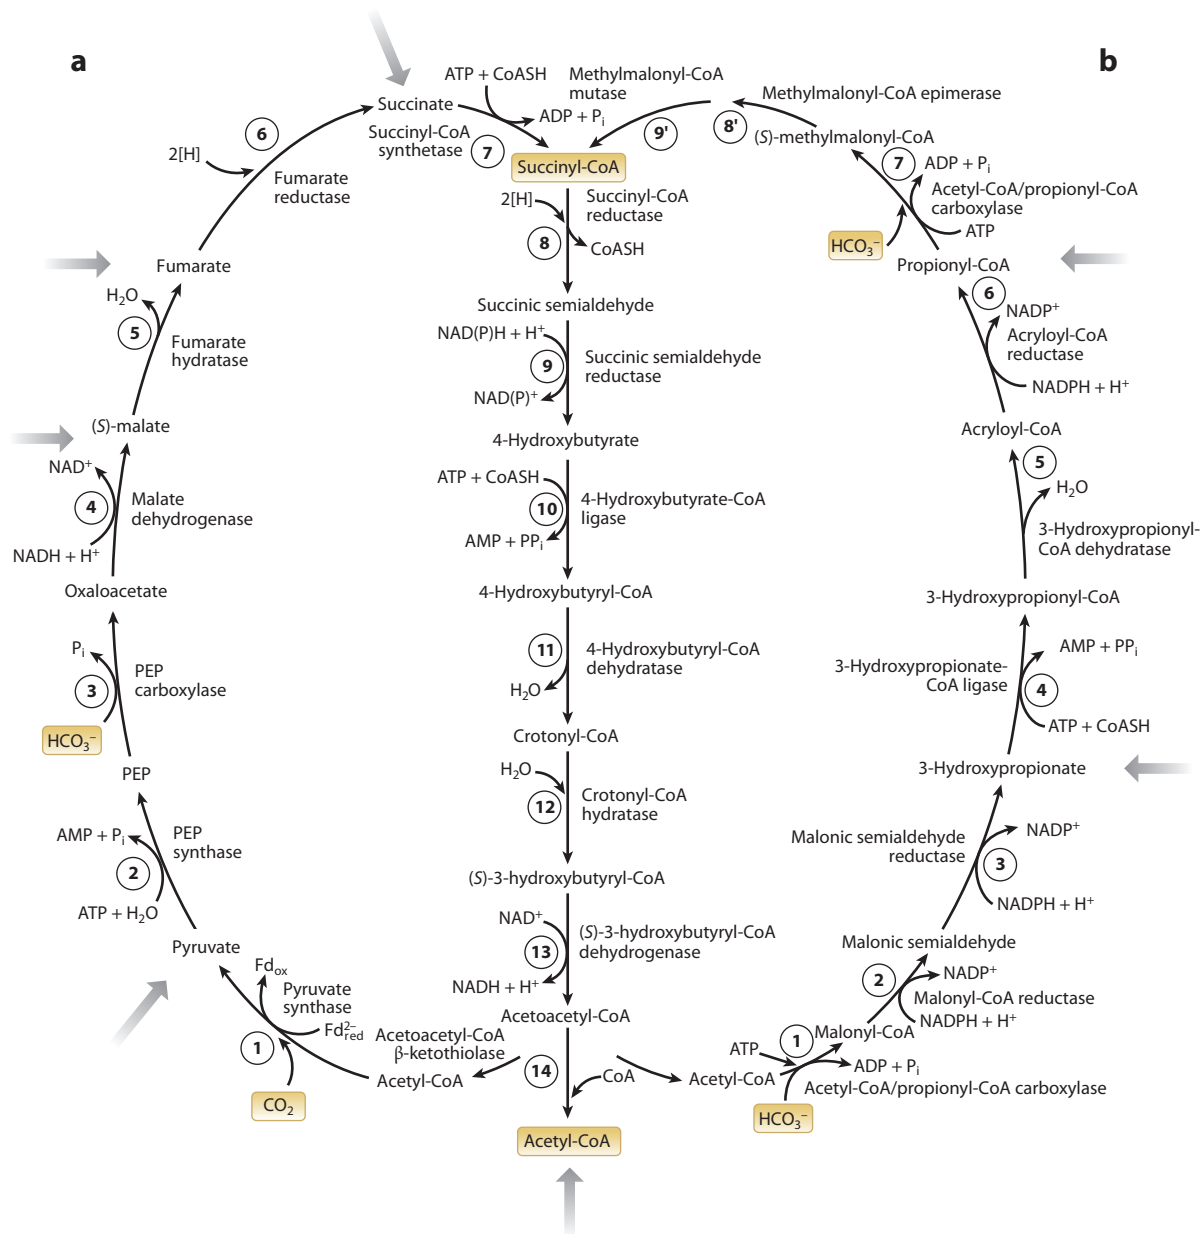 a
b
ATP + CoASH
Methylmalonyl-CoA
mutase
Methylmalonyl-CoA epimerase
Succinate
ADP + Pi
6
Succinyl-CoA
synthetase
7
9'
8'
(S)-methylmalonyl-CoA
2[H]
Fumarate
reductase
Succinyl-CoA
7
ADP + Pi
Acetyl-CoA/propionyl-CoA
carboxylase
ATP
HCO3−
2[H]
Succinyl-CoA
reductase
8
CoASH
Fumarate
Propionyl-CoA
H2O
5
Fumarate
hydratase
Succinic semialdehyde
6
NADP+
Acryloyl-CoA
reductase
NADPH + H+
NAD(P)H + H+
9
Succinic semialdehyde
reductase
NAD(P)+
(S)-malate
4-Hydroxybutyrate
Acryloyl-CoA
NAD+
4
Malate
dehydrogenase
NADH + H+
ATP + CoASH
10
4-Hydroxybutyrate-CoA
ligase
AMP + PPi
5
H2O
3-Hydroxypropionyl-
CoA dehydratase
Oxaloacetate
4-Hydroxybutyryl-CoA
3-Hydroxypropionyl-CoA
Pi
3
PEP
carboxylase
HCO3−
11
4-Hydroxybutyryl-CoA
dehydratase
H2O
3-Hydroxypropionate-
CoA ligase
AMP + PPi
4
ATP + CoASH
PEP
Crotonyl-CoA
3-Hydroxypropionate
AMP + Pi
PEP
synthase
2
ATP + H2O
H2O
12
Crotonyl-CoA
hydratase
Malonic semialdehyde
reductase
NADP+
3
NADPH + H+
(S)-3-hydroxybutyryl-CoA
Pyruvate
NAD+
13
(S)-3-hydroxybutyryl-CoA
dehydrogenase
NADH + H+
Malonic semialdehyde
2
NADP+
Malonyl-CoA reductase
NADPH + H+
Fdox
Pyruvate
synthase
Fd2−red
1
CO2
Acetoacetyl-CoA
Acetoacetyl-CoA
β-ketothiolase
Acetyl-CoA
14
CoA
Acetyl-CoA
ATP
1
Malonyl-CoA
ADP + Pi
Acetyl-CoA/propionyl-CoA carboxylase
HCO3−
Acetyl-CoA